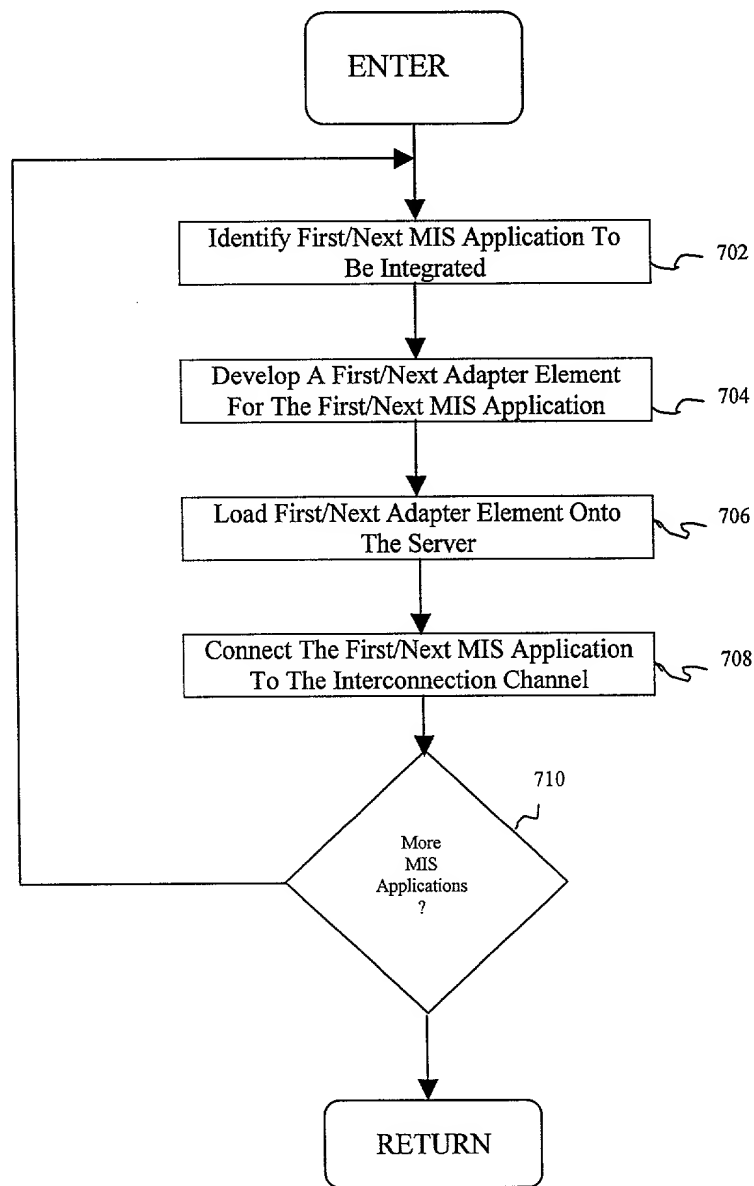 ENTER
Identify First/Next MIS Application To
Be Integrated
702
Develop A First/Next Adapter Element
For The First/Next MIS Application
704
Load First/Next Adapter Element Onto
The Server
706
Connect The First/Next MIS Application
To The Interconnection Channel
708
710
More
MIS
Applications
?
RETURN